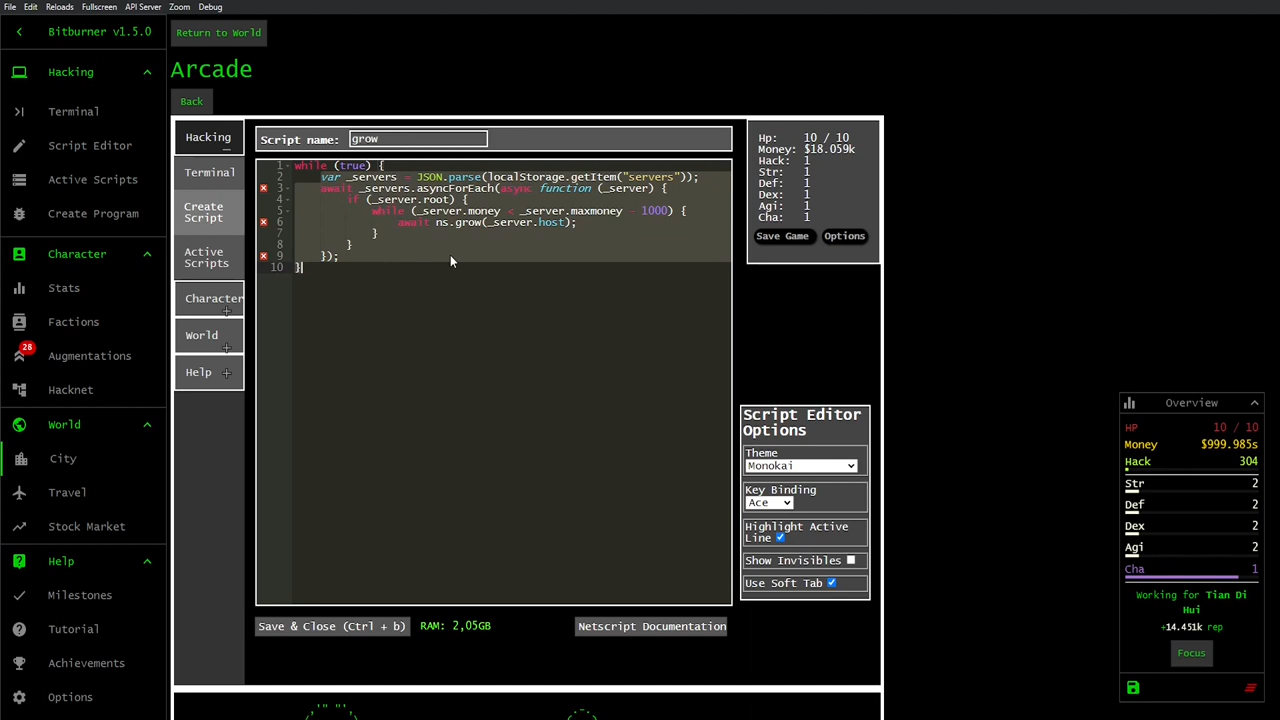 File Edit Reloads Fullscreen API Server Zoom Debug
Bitburner v1.5.0
Hacking
Terminal
Script Editor
Active Scripts
Create Program
Character
Stats
Factions
28
Augmentations
Hacknet
World
City
Travel
Stock Market
Help
Milestones
Tutorial
Achievements
Options
Return to World
Arcade
Back
Hacking
Terminal
Create
Script
Active
Scripts
Character
World
Help
Script name: grow
1 while (true) {
2 var _servers = JSON.parse(localStorage.getItem("servers"));
3 await _servers.asyncForEach(async function (_server) {
4 if (_server.root) {
5 while (_server.money < _server.maxmoney - 1000) {
6 await ns.grow(_server.host);
7 }
8 }
9 });
10 }
Save & Close (Ctrl + b)
RAM: 2,05GB
Netscript Documentation
Hp: 10 / 10
Money: $18.059k
Hack: 1
Str: 1
Def: 1
Dex: 1
Agi: 1
Cha: 1
Save Game
Options
Script Editor
Options
Theme
Monokai
Key Binding
Ace
Highlight Active
Line
Show Invisibles
Use Soft Tab
Overview
HP 10 / 10
Money $999.985s
Hack 304
Str 2
Def 2
Dex 2
Agi 2
Cha 1
Working for Tian Di
Hui
+14.451k rep
Focus